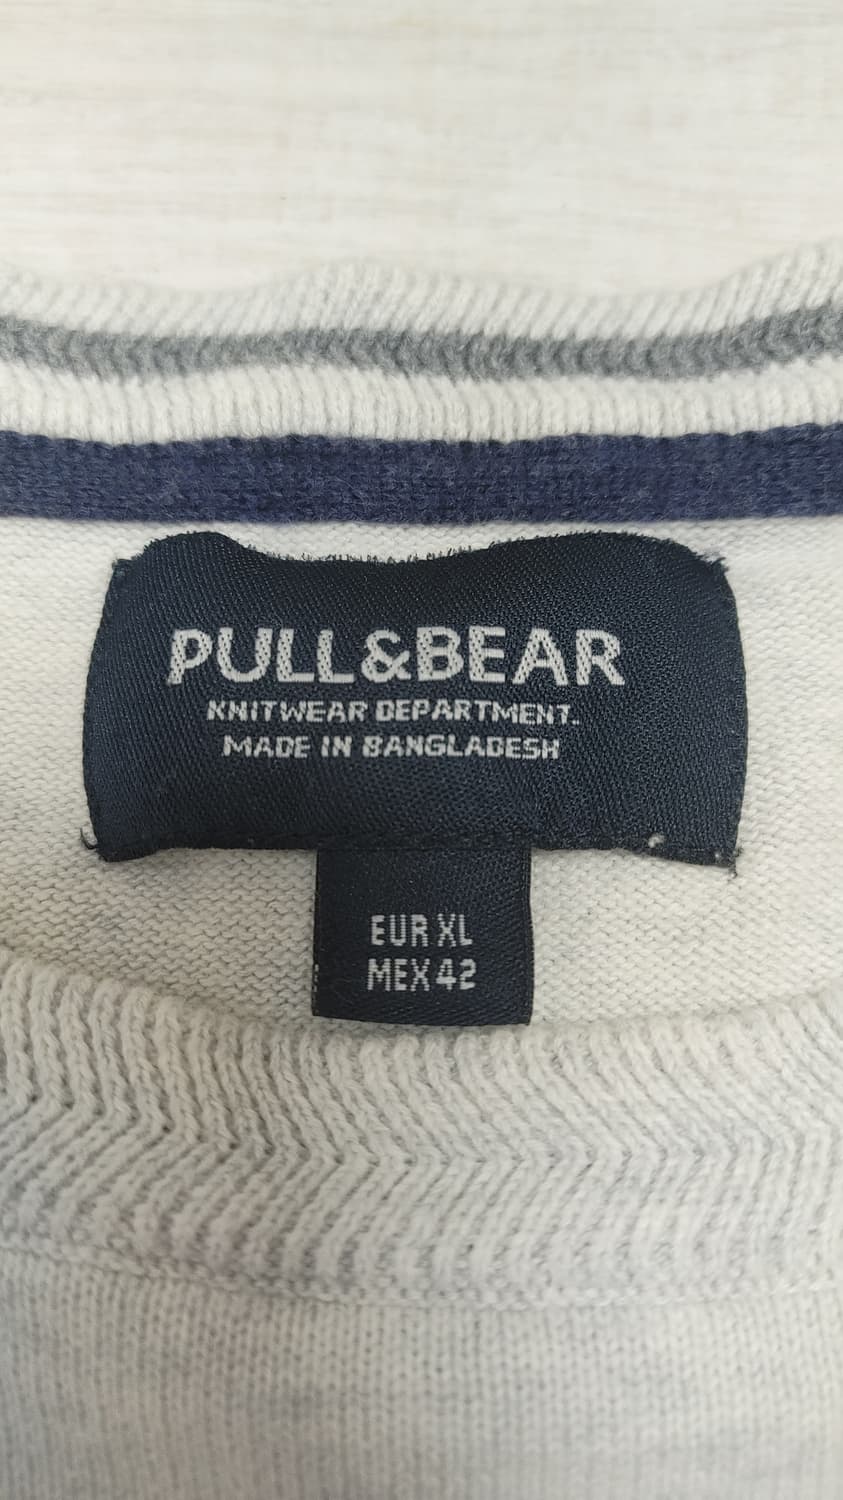 PULL&BEAR
KNITWEAR DEPARTMENT.
MADE IN BANGLADESH
EUR XL
MEX 42